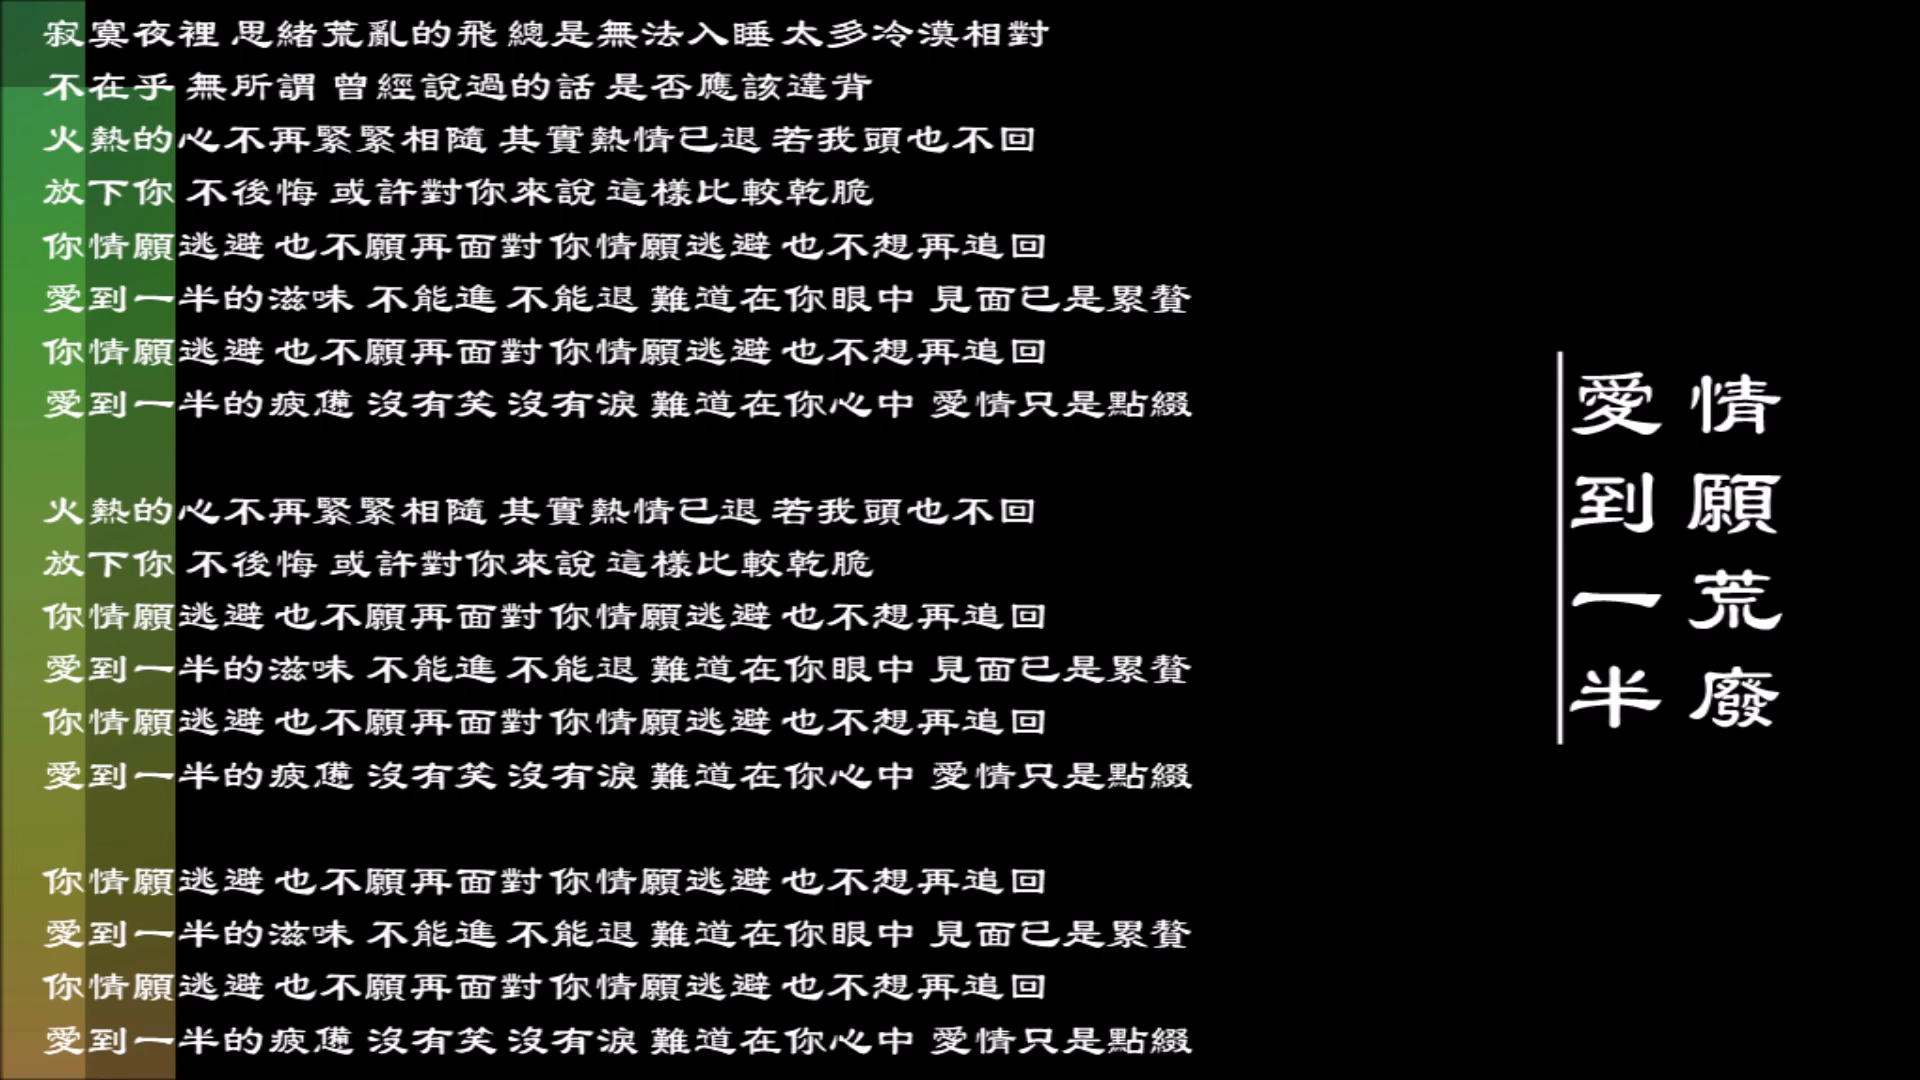 寂寞夜裡 思緒荒亂的飛 總是無法入睡 太多冷漠相對
不在乎 無所謂 曾經說過的話 是否應該違背
火熱的心不再緊緊相隨 其實熱情已退 若我頭也不回
放下你 不後悔 或許對你來說 這樣比較乾脆
你情願逃避 也不願再面對 你情願逃避 也不想再追回
愛到一半的滋味 不能進 不能退 難道在你眼中 見面已是累贅
你情願逃避 也不願再面對 你情願逃避 也不想再追回
愛到一半的疲憊 沒有笑 沒有淚 難道在你心中 愛情只是點綴
火熱的心不再緊緊相隨 其實熱情已退 若我頭也不回
放下你 不後悔 或許對你來說 這樣比較乾脆
你情願逃避 也不願再面對 你情願逃避 也不想再追回
愛到一半的滋味 不能進 不能退 難道在你眼中 見面已是累贅
你情願逃避 也不願再面對 你情願逃避 也不想再追回
愛到一半的疲憊 沒有笑 沒有淚 難道在你心中 愛情只是點綴
你情願逃避 也不願再面對 你情願逃避 也不想再追回
愛到一半的滋味 不能進 不能退 難道在你眼中 見面已是累贅
你情願逃避 也不願再面對 你情願逃避 也不想再追回
愛到一半的疲憊 沒有笑 沒有淚 難道在你心中 愛情只是點綴
情願荒廢
愛到一半